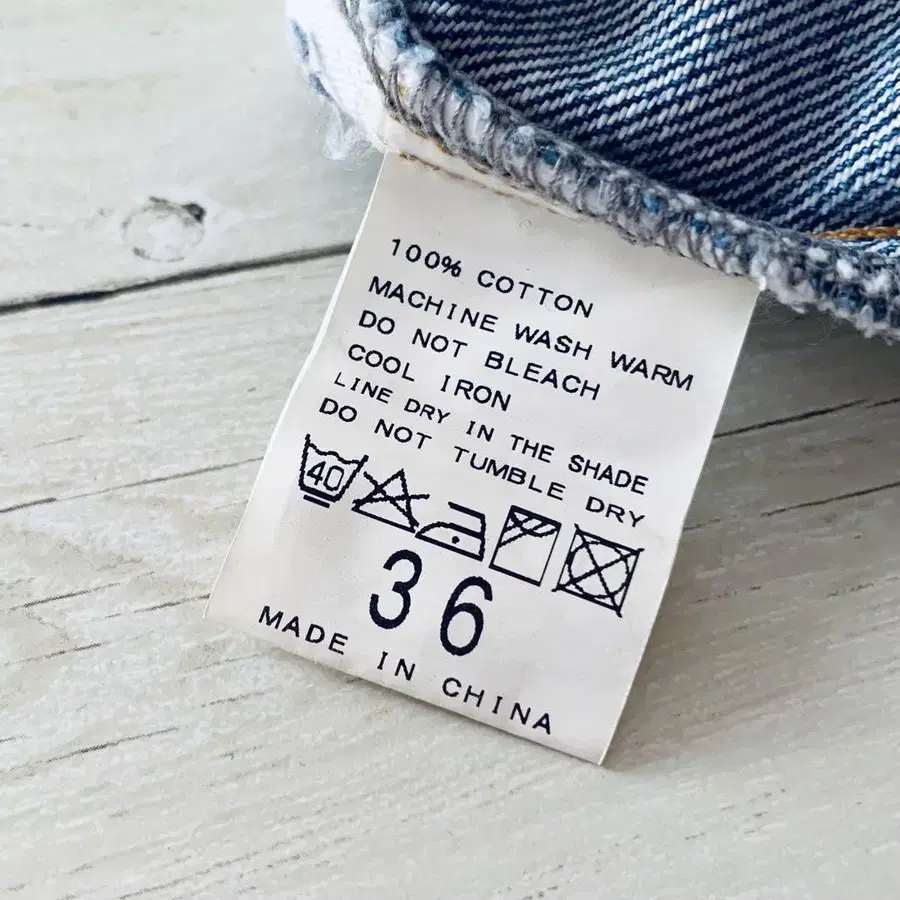 100% COTTON
MACHINE WASH WARM
DO NOT BLEACH
COOL IRON
LINE DRY IN THE SHADE
DO NOT TUMBLE DRY
40
36
MADE IN CHINA